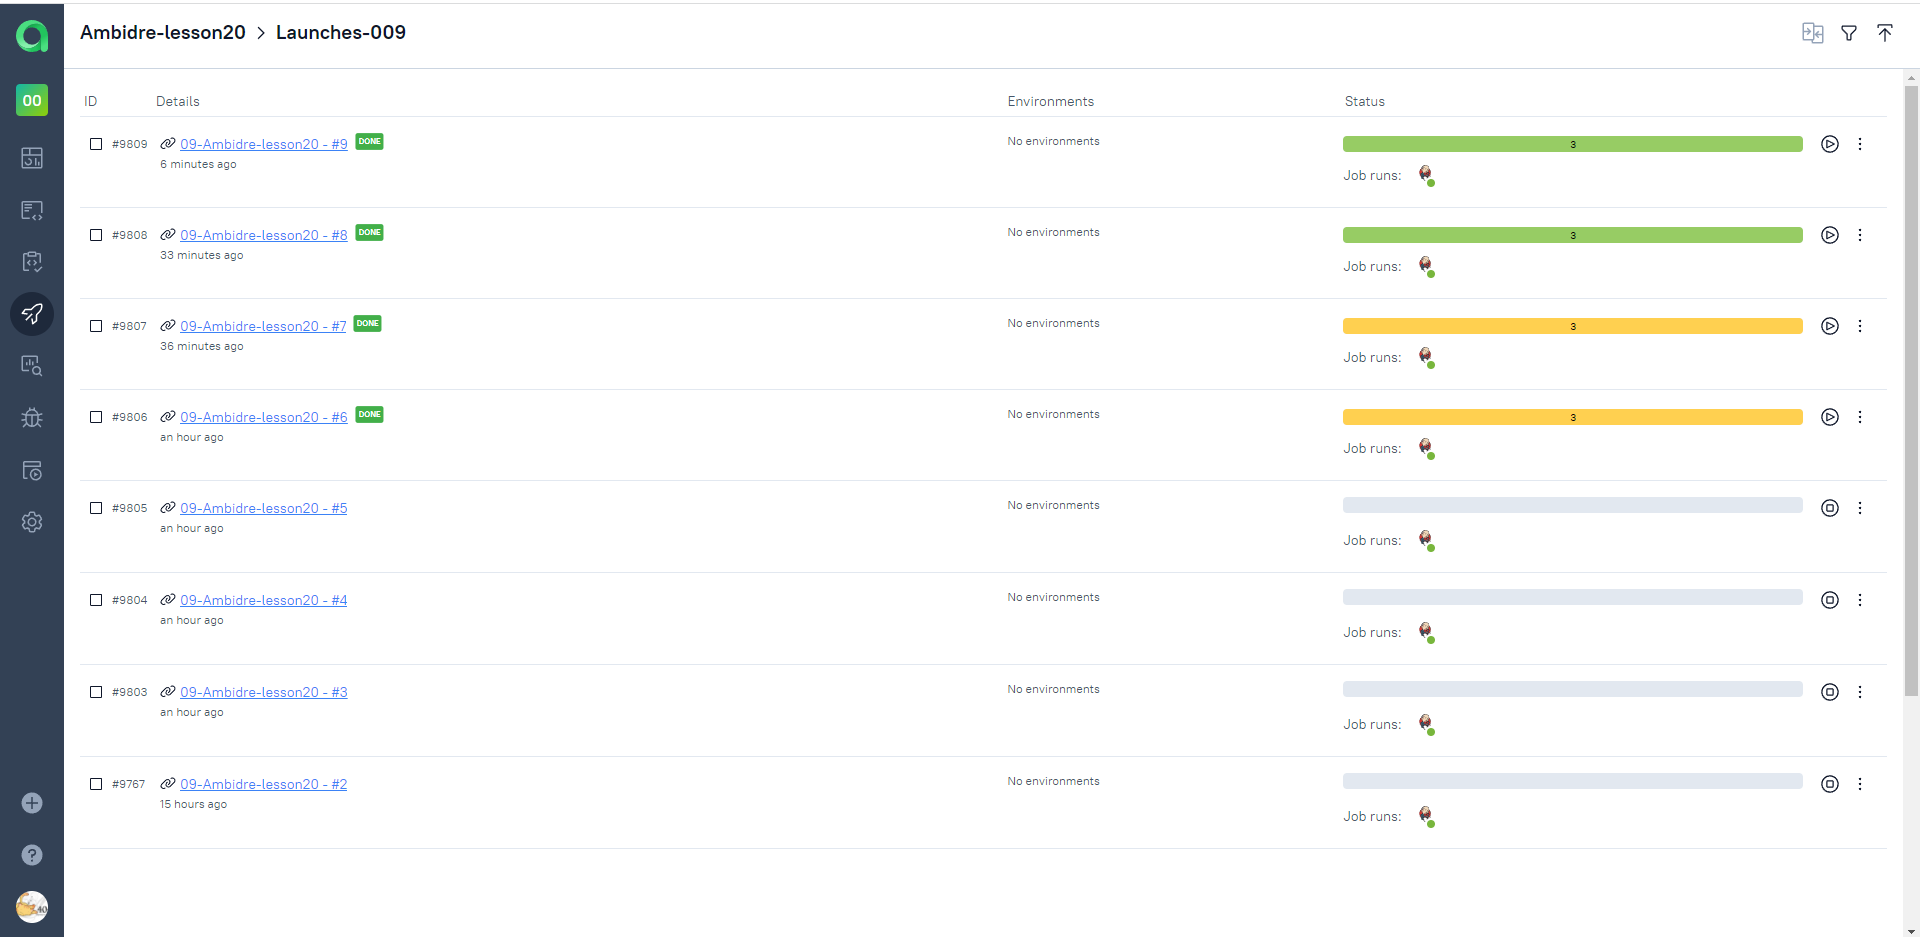 Ambidre-lesson20 > Launches-009
00
ID Details Environments Status
#9809 09-Ambidre-lesson20 - #9 DONE No environments 3
6 minutes ago Job runs:
#9808 09-Ambidre-lesson20 - #8 DONE No environments 3
33 minutes ago Job runs:
#9807 09-Ambidre-lesson20 - #7 DONE No environments 3
36 minutes ago Job runs:
#9806 09-Ambidre-lesson20 - #6 DONE No environments 3
an hour ago Job runs:
#9805 09-Ambidre-lesson20 - #5 No environments
an hour ago Job runs:
#9804 09-Ambidre-lesson20 - #4 No environments
an hour ago Job runs:
#9803 09-Ambidre-lesson20 - #3 No environments
an hour ago Job runs:
#9767 09-Ambidre-lesson20 - #2 No environments
15 hours ago Job runs: